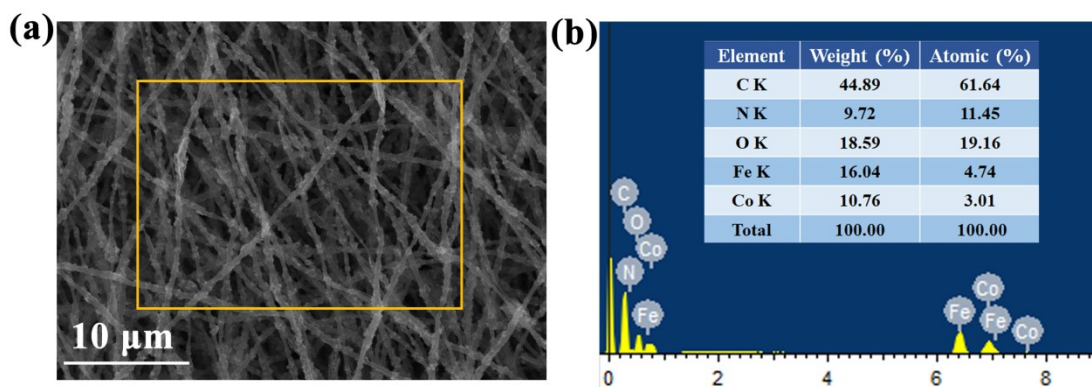 (a)
10 µm
(b)
Element Weight (%) Atomic (%)
C K 44.89 61.64
N K 9.72 11.45
O K 18.59 19.16
Fe K 16.04 4.74
Co K 10.76 3.01
Total 100.00 100.00
C
O
Co
N
Fe
Co
Fe
Fe
Co
0 2 4 6 8